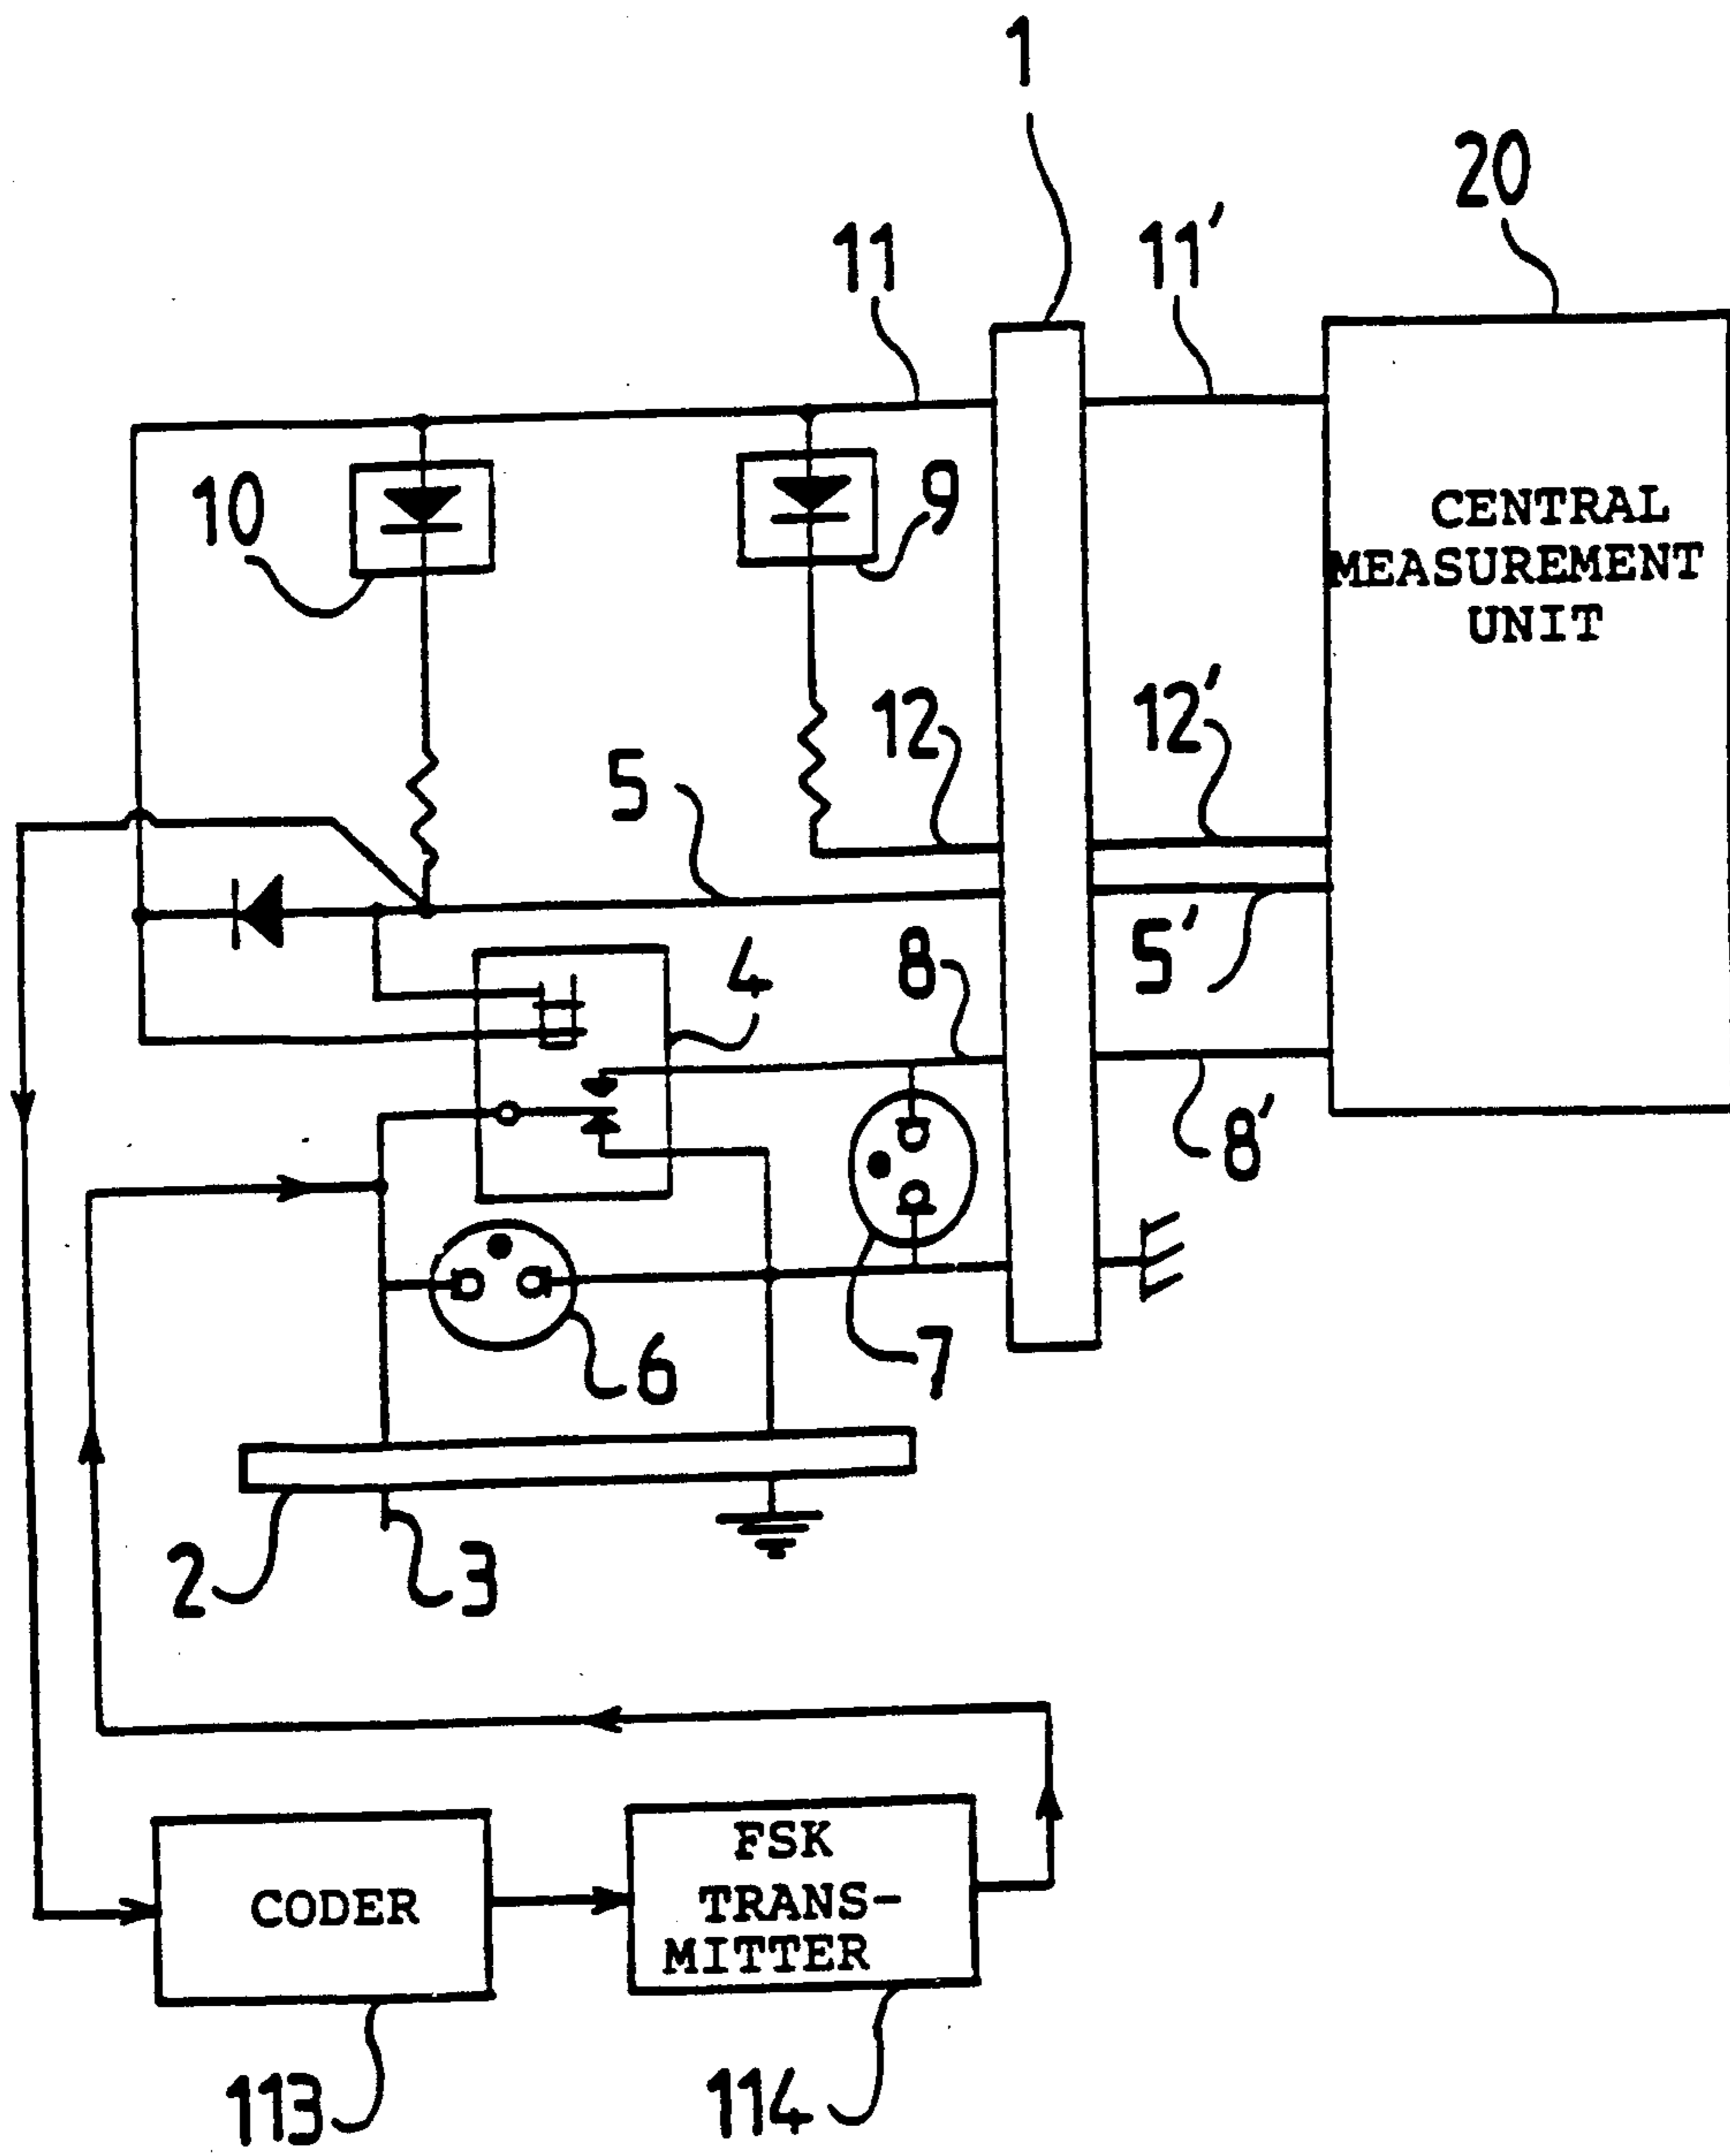 1
20
11
11'
10
9
CENTRAL
MEASUREMENT
UNIT
12
12'
5
5'
4
8
8'
6
7
2
3
CODER
FSK
TRANS-
MITTER
113
114